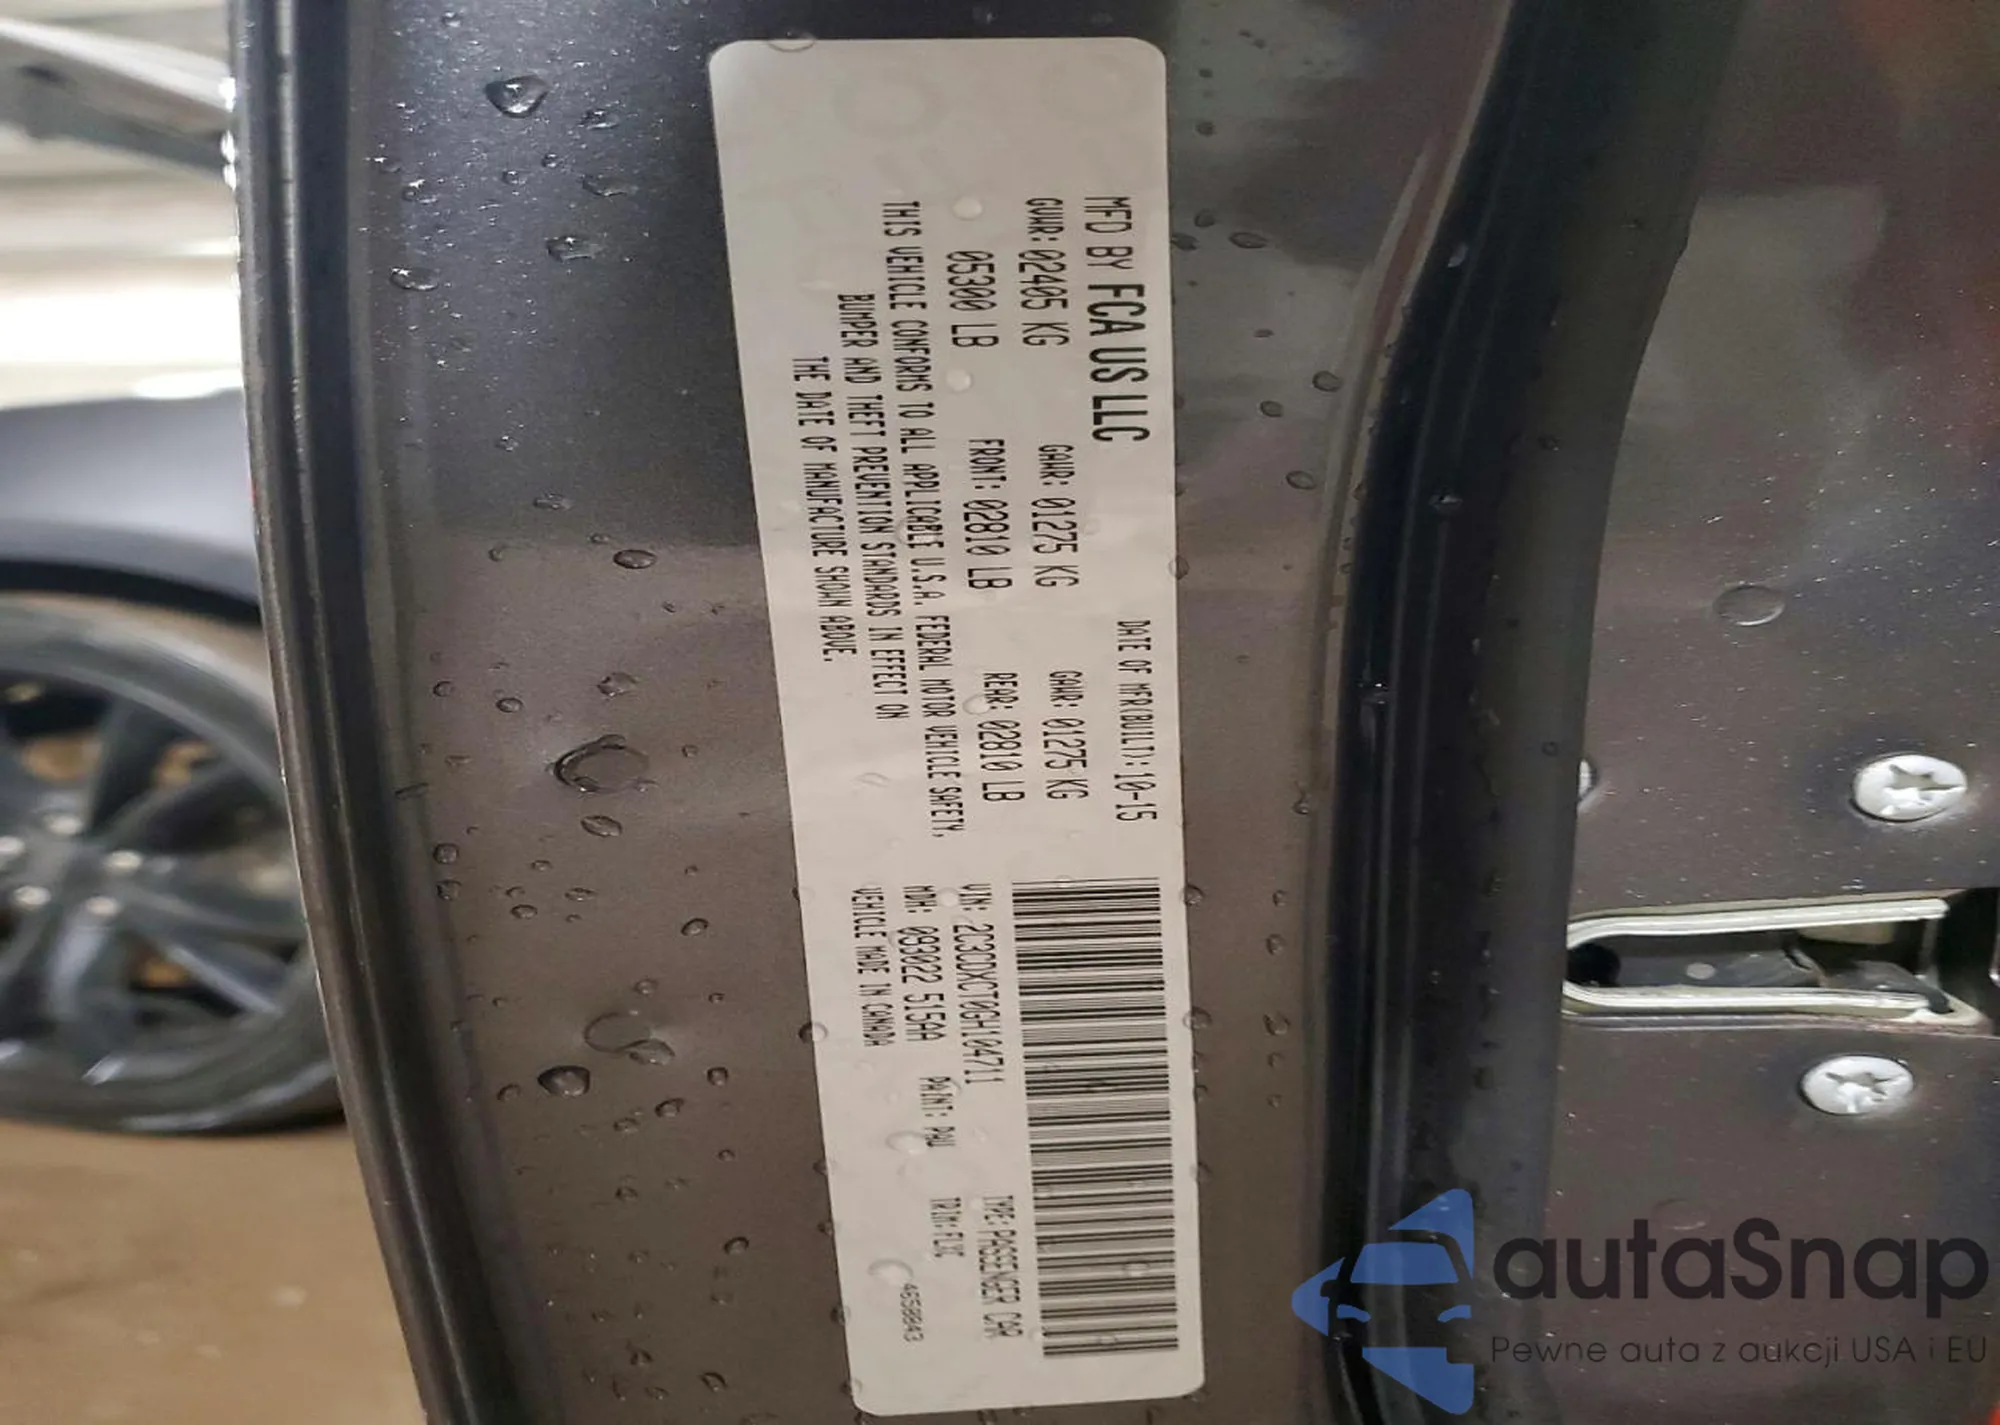 MFD BY FCA US LLC
DATE OF MFR(BUILT): 10-15
GVWR: 02405 KG
GAWR: 01275 KG
GAWR: 01275 KG
05300 LB
FRONT: 02810 LB
REAR: 02810 LB
THIS VEHICLE CONFORMS TO ALL APPLICABLE U.S.A. FEDERAL MOTOR VEHICLE SAFETY,
BUMPER AND THEFT PREVENTION STANDARDS IN EFFECT ON
THE DATE OF MANUFACTURE SHOWN ABOVE.
VIN: 2C3CDXCT0GH104711
TYPE: PASSENGER CAR
MDH: 093022 515AA
PAINT: PAU
TRIM: FLJX
VEHICLE MADE IN CANADA
4650043
autaSnap
Pewne auta z aukcji USA i EU